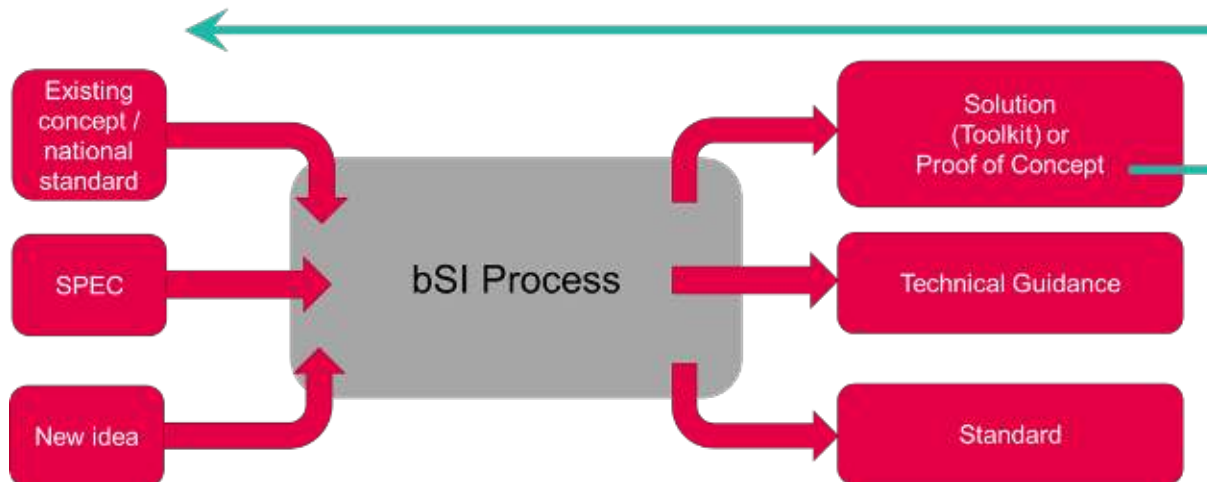 Existing
concept /
national
standard
SPEC
New idea
bSI Process
Solution
(Toolkit) or
Proof of Concept
Technical Guidance
Standard